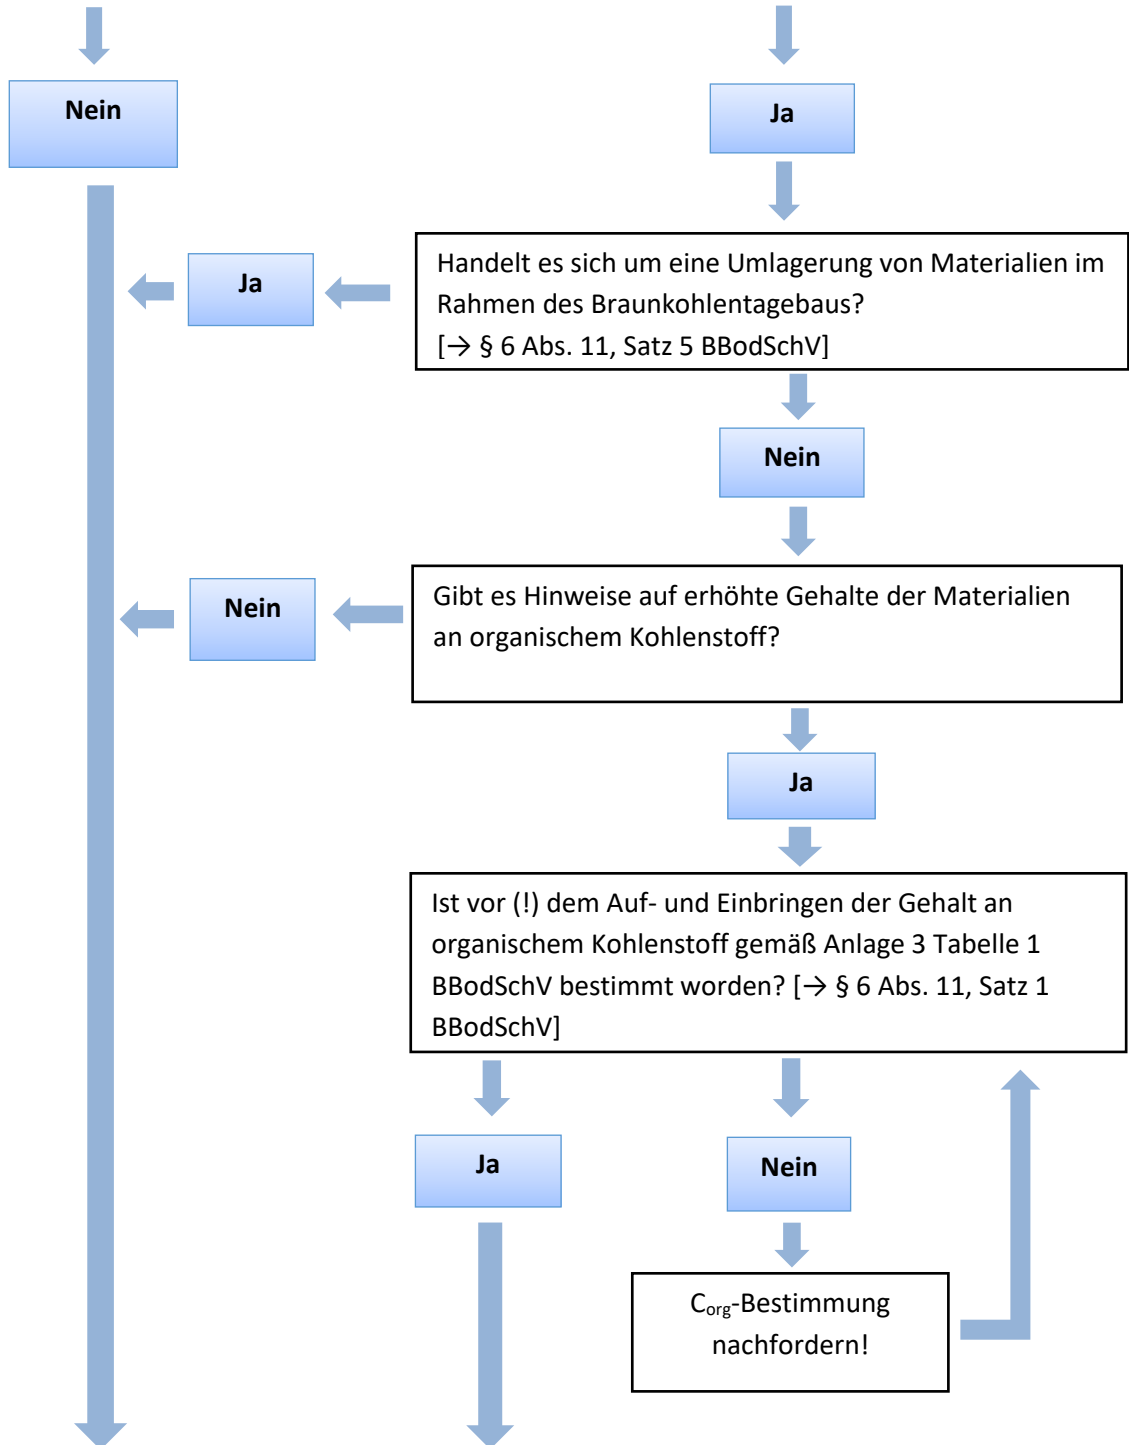 Nein
Ja
Handelt es sich um eine Umlagerung von Materialien im
Rahmen des Braunkohlentagebaus?
[→ § 6 Abs. 11, Satz 5 BBodSchV]
Ja
Nein
Gibt es Hinweise auf erhöhte Gehalte der Materialien
an organischem Kohlenstoff?
Nein
Ja
Ist vor (!) dem Auf- und Einbringen der Gehalt an
organischem Kohlenstoff gemäß Anlage 3 Tabelle 1
BBodSchV bestimmt worden? [→ § 6 Abs. 11, Satz 1
BBodSchV]
Ja
Nein
Corg-Bestimmung
nachfordern!